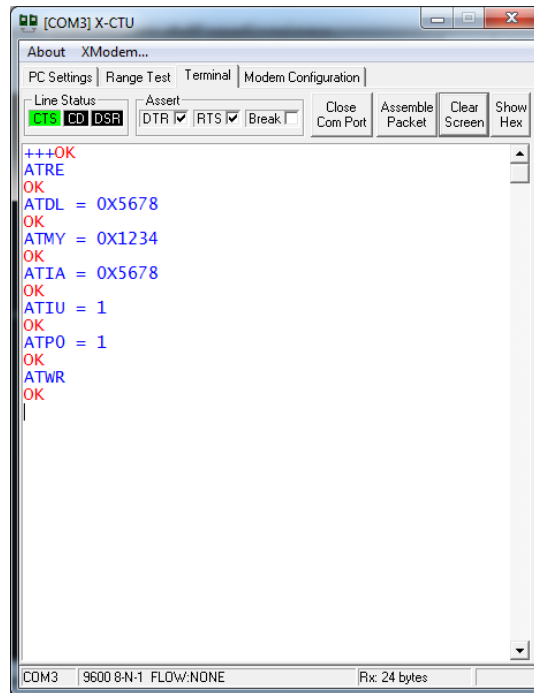 [COM3] X-CTU
About XModem...
PC Settings Range Test Terminal Modem Configuration
Line Status Assert
CTS CD DSR DTR RTS Break
Close Com Port
Assemble Packet
Clear Screen
Show Hex
+++OK
ATRE
OK
ATDL = 0X5678
OK
ATMY = 0X1234
OK
ATIA = 0X5678
OK
ATIU = 1
OK
ATP0 = 1
OK
ATWR
OK
COM3 9600 8-N-1 FLOW:NONE Rx: 24 bytes